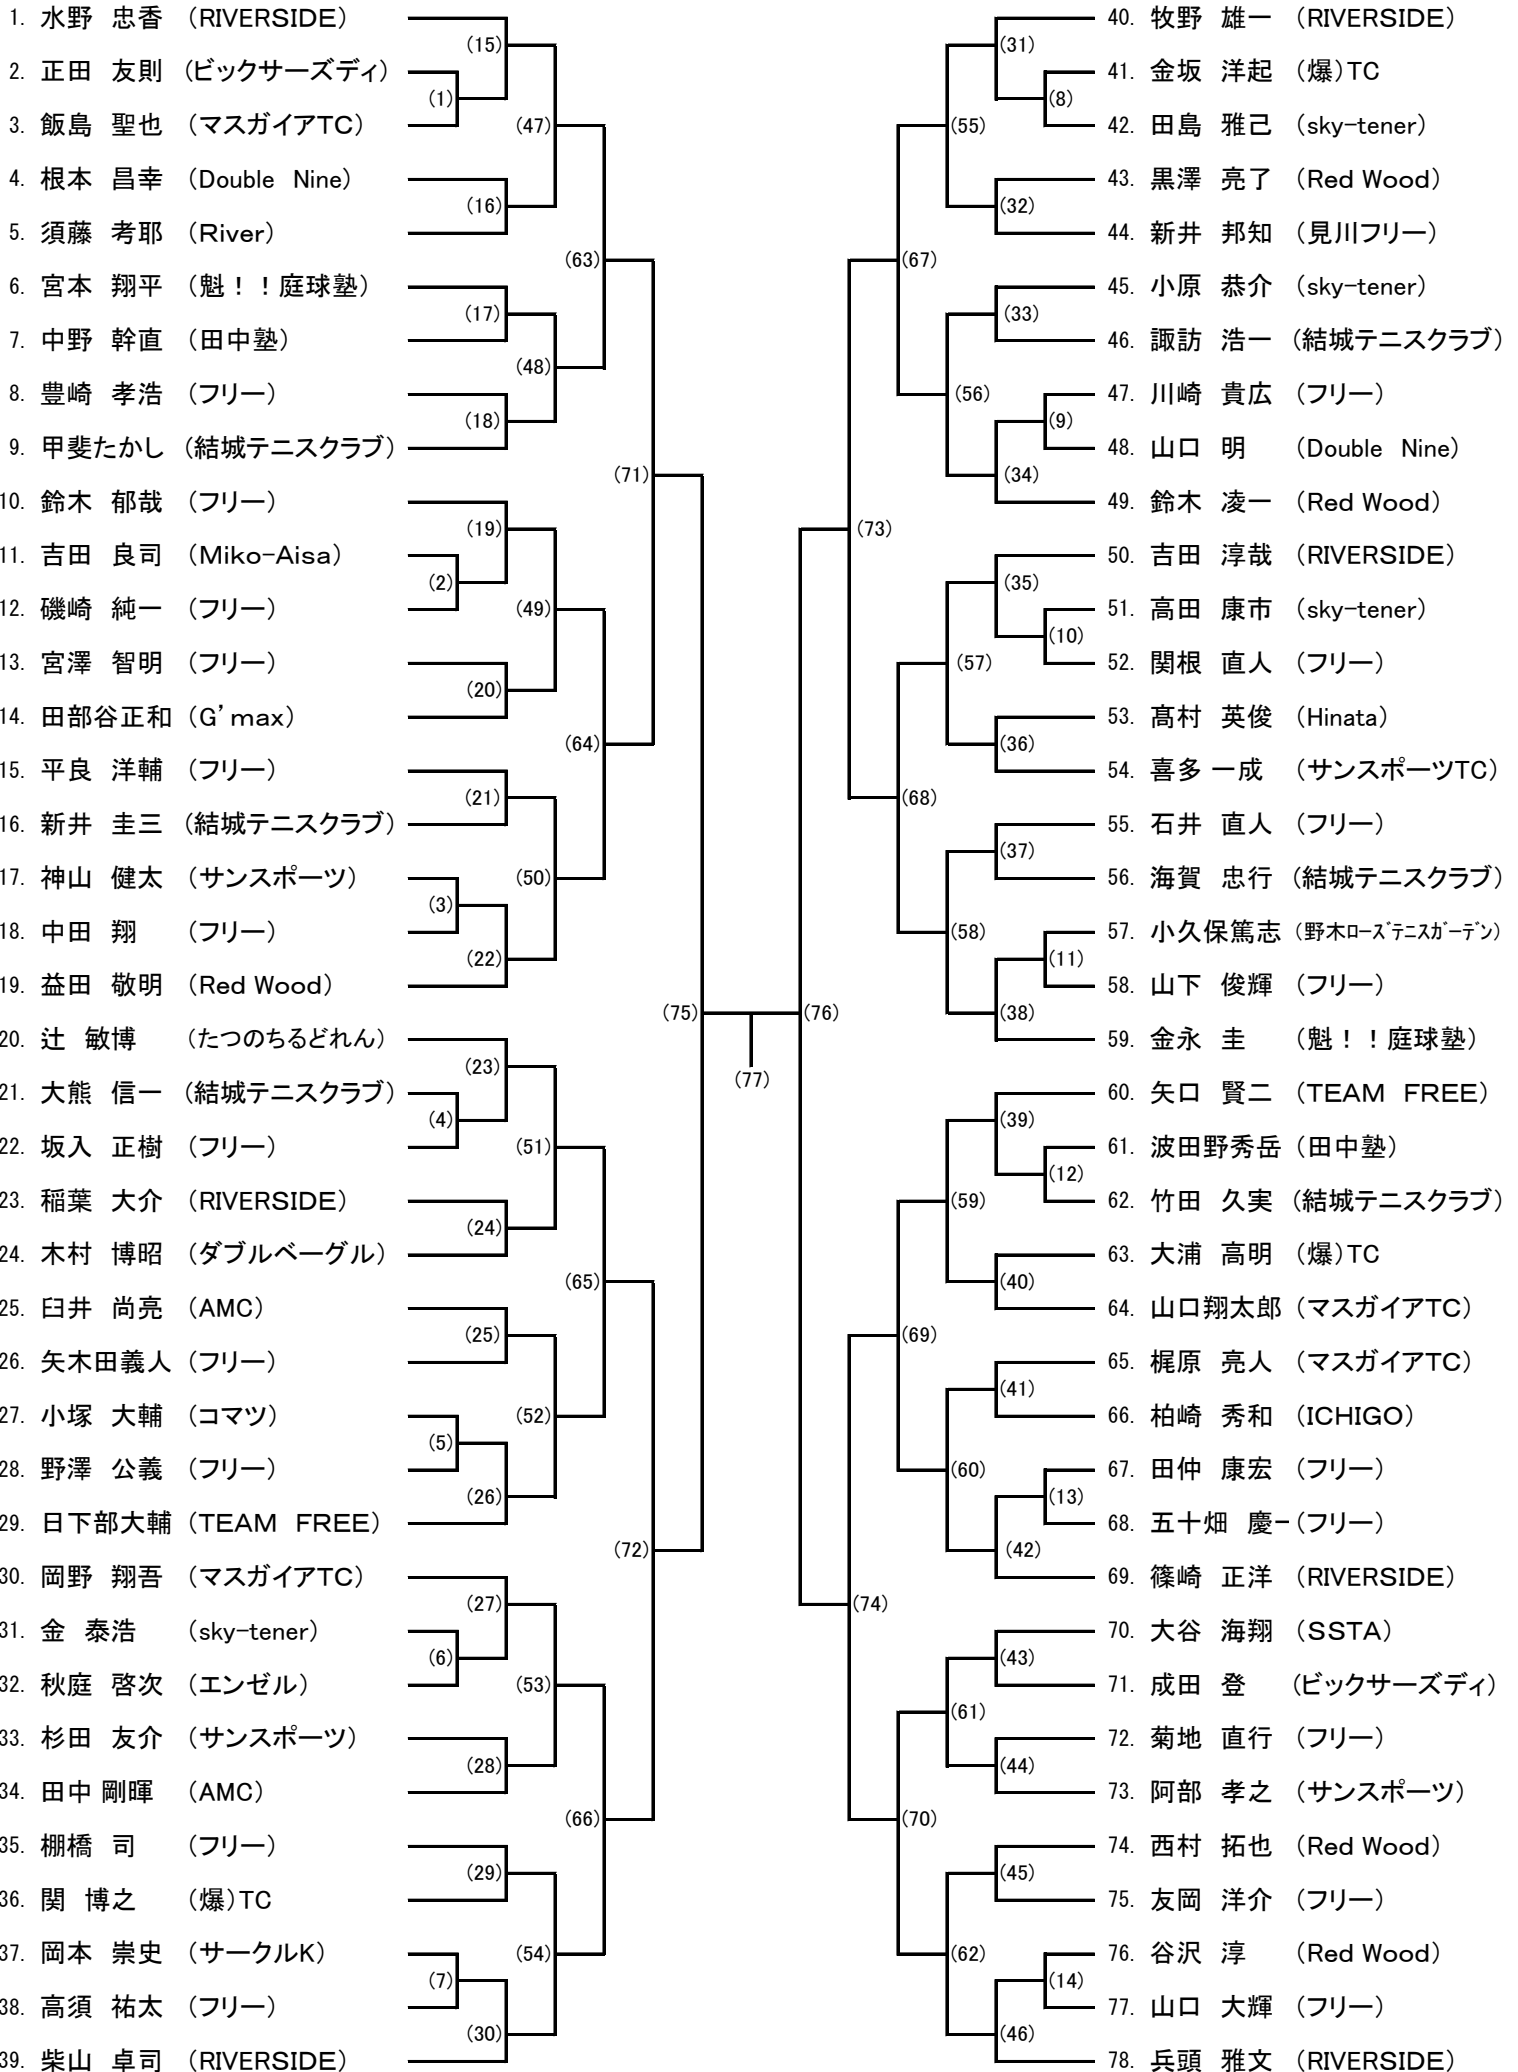 1. 水野 忠香 （RIVERSIDE）
2. 正田 友則 （ビックサーズディ）
3. 飯島 聖也 （マスガイアTC）
4. 根本 昌幸 （Double Nine）
5. 須藤 考耶 （River）
6. 宮本 翔平 （魁！！庭球塾）
7. 中野 幹直 （田中塾）
8. 豊崎 孝浩 （フリー）
9. 甲斐たかし （結城テニスクラブ）
10. 鈴木 郁哉 （フリー）
11. 吉田 良司 （Miko-Aisa）
12. 磯崎 純一 （フリー）
13. 宮澤 智明 （フリー）
14. 田部谷正和 （G’max）
15. 平良 洋輔 （フリー）
16. 新井 圭三 （結城テニスクラブ）
17. 神山 健太 （サンスポーツ）
18. 中田 翔 （フリー）
19. 益田 敬明 （Red Wood）
20. 辻 敏博 （たつのちるどれん）
21. 大熊 信一 （結城テニスクラブ）
22. 坂入 正樹 （フリー）
23. 稲葉 大介 （RIVERSIDE）
24. 木村 博昭 （ダブルベーグル）
25. 臼井 尚亮 （AMC）
26. 矢木田義人 （フリー）
27. 小塚 大輔 （コマツ）
28. 野澤 公義 （フリー）
29. 日下部大輔 （TEAM FREE）
30. 岡野 翔吾 （マスガイアTC）
31. 金 泰浩 （sky-tener）
32. 秋庭 啓次 （エンゼル）
33. 杉田 友介 （サンスポーツ）
34. 田中 剛暉 （AMC）
35. 棚橋 司 （フリー）
36. 関 博之 （爆）TC
37. 岡本 崇史 （サークルK）
38. 高須 祐太 （フリー）
39. 柴山 卓司 （RIVERSIDE）
(1)
(2)
(3)
(4)
(5)
(6)
(7)
(15)
(16)
(17)
(18)
(19)
(20)
(21)
(22)
(23)
(24)
(25)
(26)
(27)
(28)
(29)
(30)
(47)
(48)
(49)
(50)
(51)
(52)
(53)
(54)
(63)
(64)
(65)
(66)
(71)
(72)
(75)
(77)
(76)
(73)
(74)
(67)
(68)
(69)
(70)
(55)
(56)
(57)
(58)
(59)
(60)
(61)
(62)
(31)
(32)
(33)
(34)
(35)
(36)
(37)
(38)
(39)
(40)
(41)
(42)
(43)
(44)
(45)
(46)
(8)
(9)
(10)
(11)
(12)
(13)
(14)
40. 牧野 雄一 （RIVERSIDE）
41. 金坂 洋起 （爆）TC
42. 田島 雅己 （sky-tener）
43. 黒澤 亮了 （Red Wood）
44. 新井 邦知 （見川フリー）
45. 小原 恭介 （sky-tener）
46. 諏訪 浩一 （結城テニスクラブ）
47. 川崎 貴広 （フリー）
48. 山口 明 （Double Nine）
49. 鈴木 凌一 （Red Wood）
50. 吉田 淳哉 （RIVERSIDE）
51. 高田 康市 （sky-tener）
52. 関根 直人 （フリー）
53. 髙村 英俊 （Hinata）
54. 喜多 一成 （サンスポーツTC）
55. 石井 直人 （フリー）
56. 海賀 忠行 （結城テニスクラブ）
57. 小久保篤志 （野木ﾛｰｽﾞﾃﾆｽｶﾞｰﾃﾞﾝ）
58. 山下 俊輝 （フリー）
59. 金永 圭 （魁！！庭球塾）
60. 矢口 賢二 （TEAM FREE）
61. 波田野秀岳 （田中塾）
62. 竹田 久実 （結城テニスクラブ）
63. 大浦 高明 （爆）TC
64. 山口翔太郎 （マスガイアTC）
65. 梶原 亮人 （マスガイアTC）
66. 柏崎 秀和 （ICHIGO）
67. 田仲 康宏 （フリー）
68. 五十畑 慶一 （フリー）
69. 篠崎 正洋 （RIVERSIDE）
70. 大谷 海翔 （SSTA）
71. 成田 登 （ビックサーズディ）
72. 菊地 直行 （フリー）
73. 阿部 孝之 （サンスポーツ）
74. 西村 拓也 （Red Wood）
75. 友岡 洋介 （フリー）
76. 谷沢 淳 （Red Wood）
77. 山口 大輝 （フリー）
78. 兵頭 雅文 （RIVERSIDE）